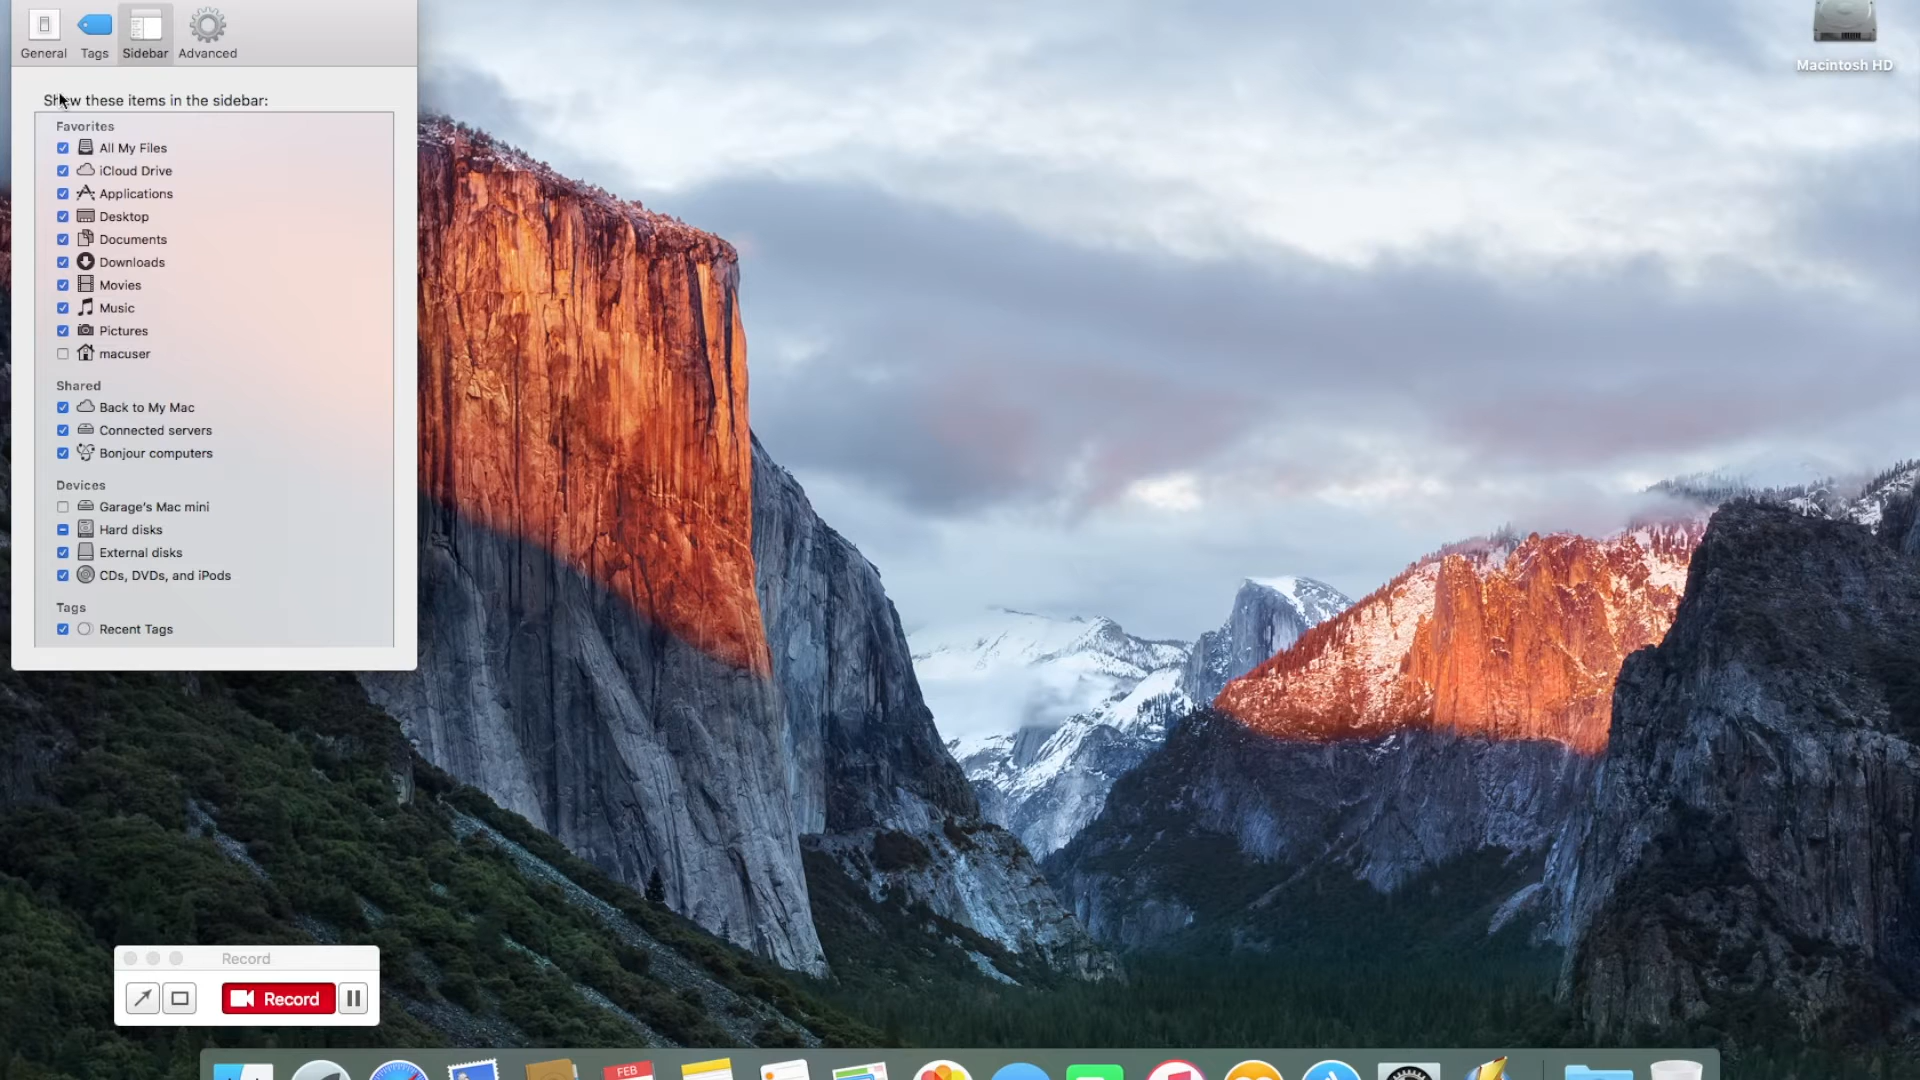 General Tags Sidebar Advanced
Macintosh HD
Show these items in the sidebar:
Favorites
All My Files
iCloud Drive
Applications
Desktop
Documents
Downloads
Movies
Music
Pictures
macuser
Shared
Back to My Mac
Connected servers
Bonjour computers
Devices
Garage's Mac mini
Hard disks
External disks
CDs, DVDs, and iPods
Tags
Recent Tags
Record
Record
FEB